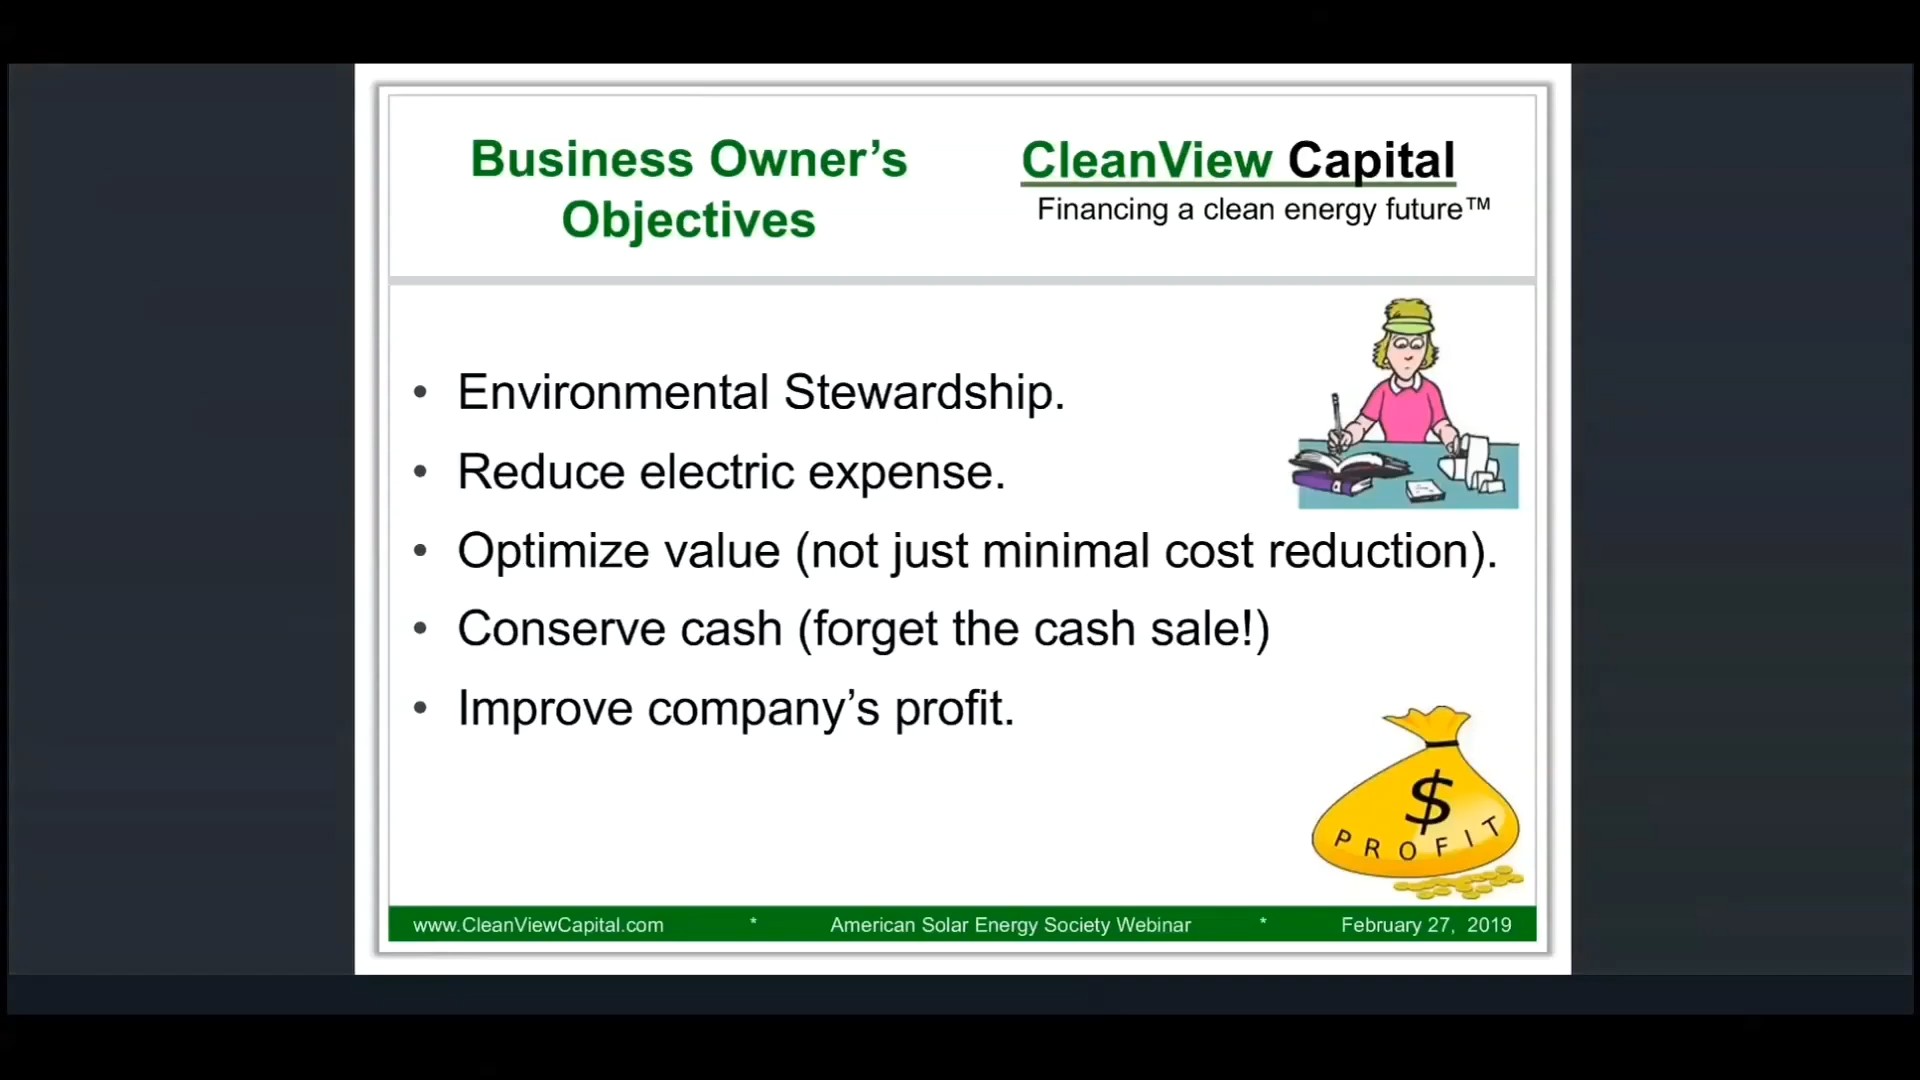 Business Owner’s
Objectives
CleanView Capital
Financing a clean energy future™
• Environmental Stewardship.
• Reduce electric expense.
• Optimize value (not just minimal cost reduction).
• Conserve cash (forget the cash sale!)
• Improve company’s profit.
$
PROFIT
www.CleanViewCapital.com * American Solar Energy Society Webinar * February 27, 2019